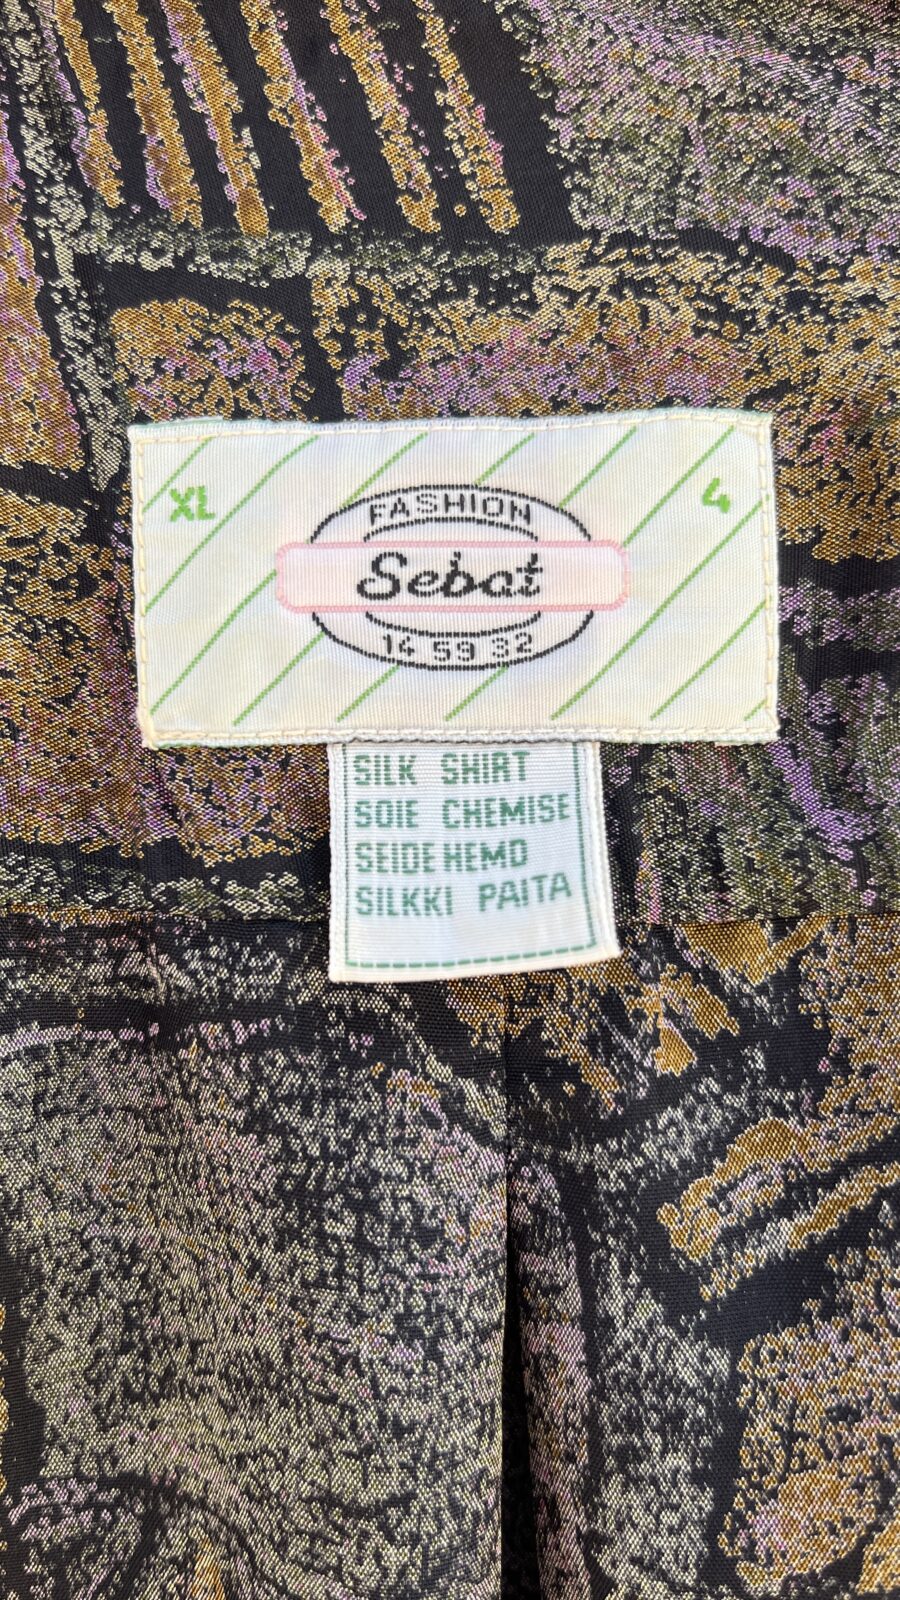 XL
4
FASHION
Sebat
14 59 32
SILK SHIRT
SOIE CHEMISE
SEIDE HEMD
SILKKI PAITA